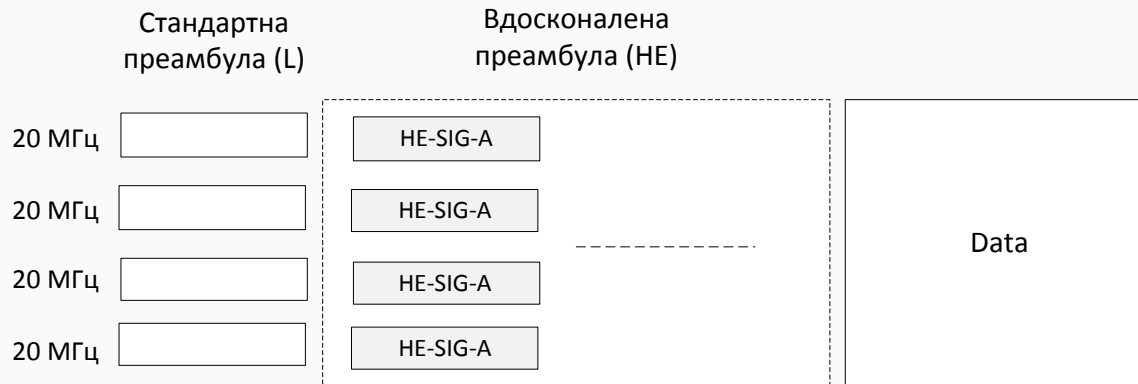 Стандартна
преамбула (L)
Вдосконалена
преамбула (HE)
20 МГц
HE-SIG-A
20 МГц
HE-SIG-A
20 МГц
HE-SIG-A
20 МГц
HE-SIG-A
Data